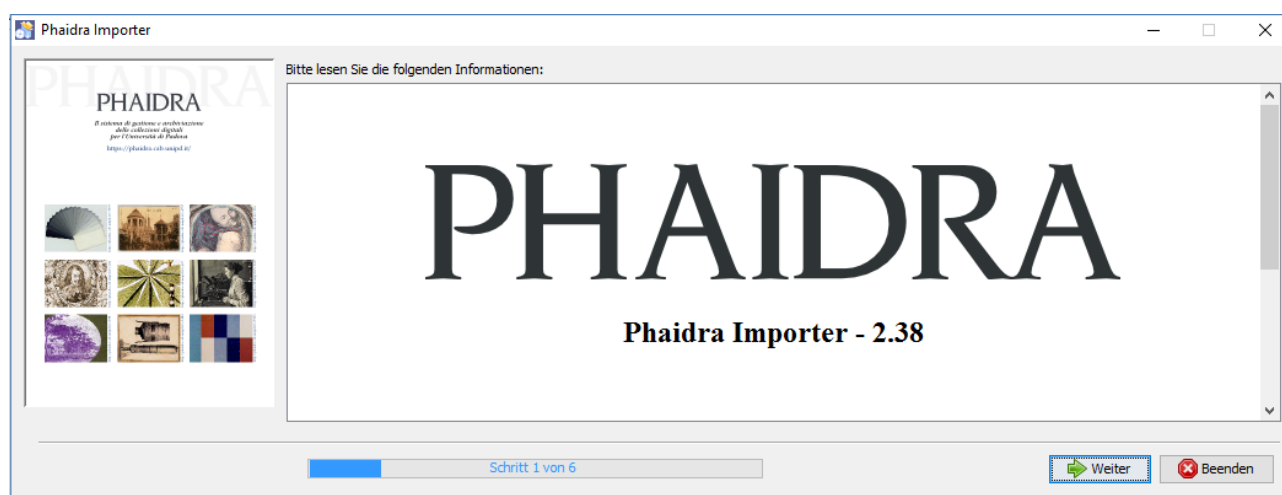 Phaidra Importer
Bitte lesen Sie die folgenden Informationen:
PHAIDRA
PHAIDRA
Il sistema di gestione e archiviazione
delle collezioni digitali
per l'Università di Padova
https://phaidra.cab.unipd.it/
PHAIDRA
Phaidra Importer - 2.38
Schritt 1 von 6
Weiter
Beenden